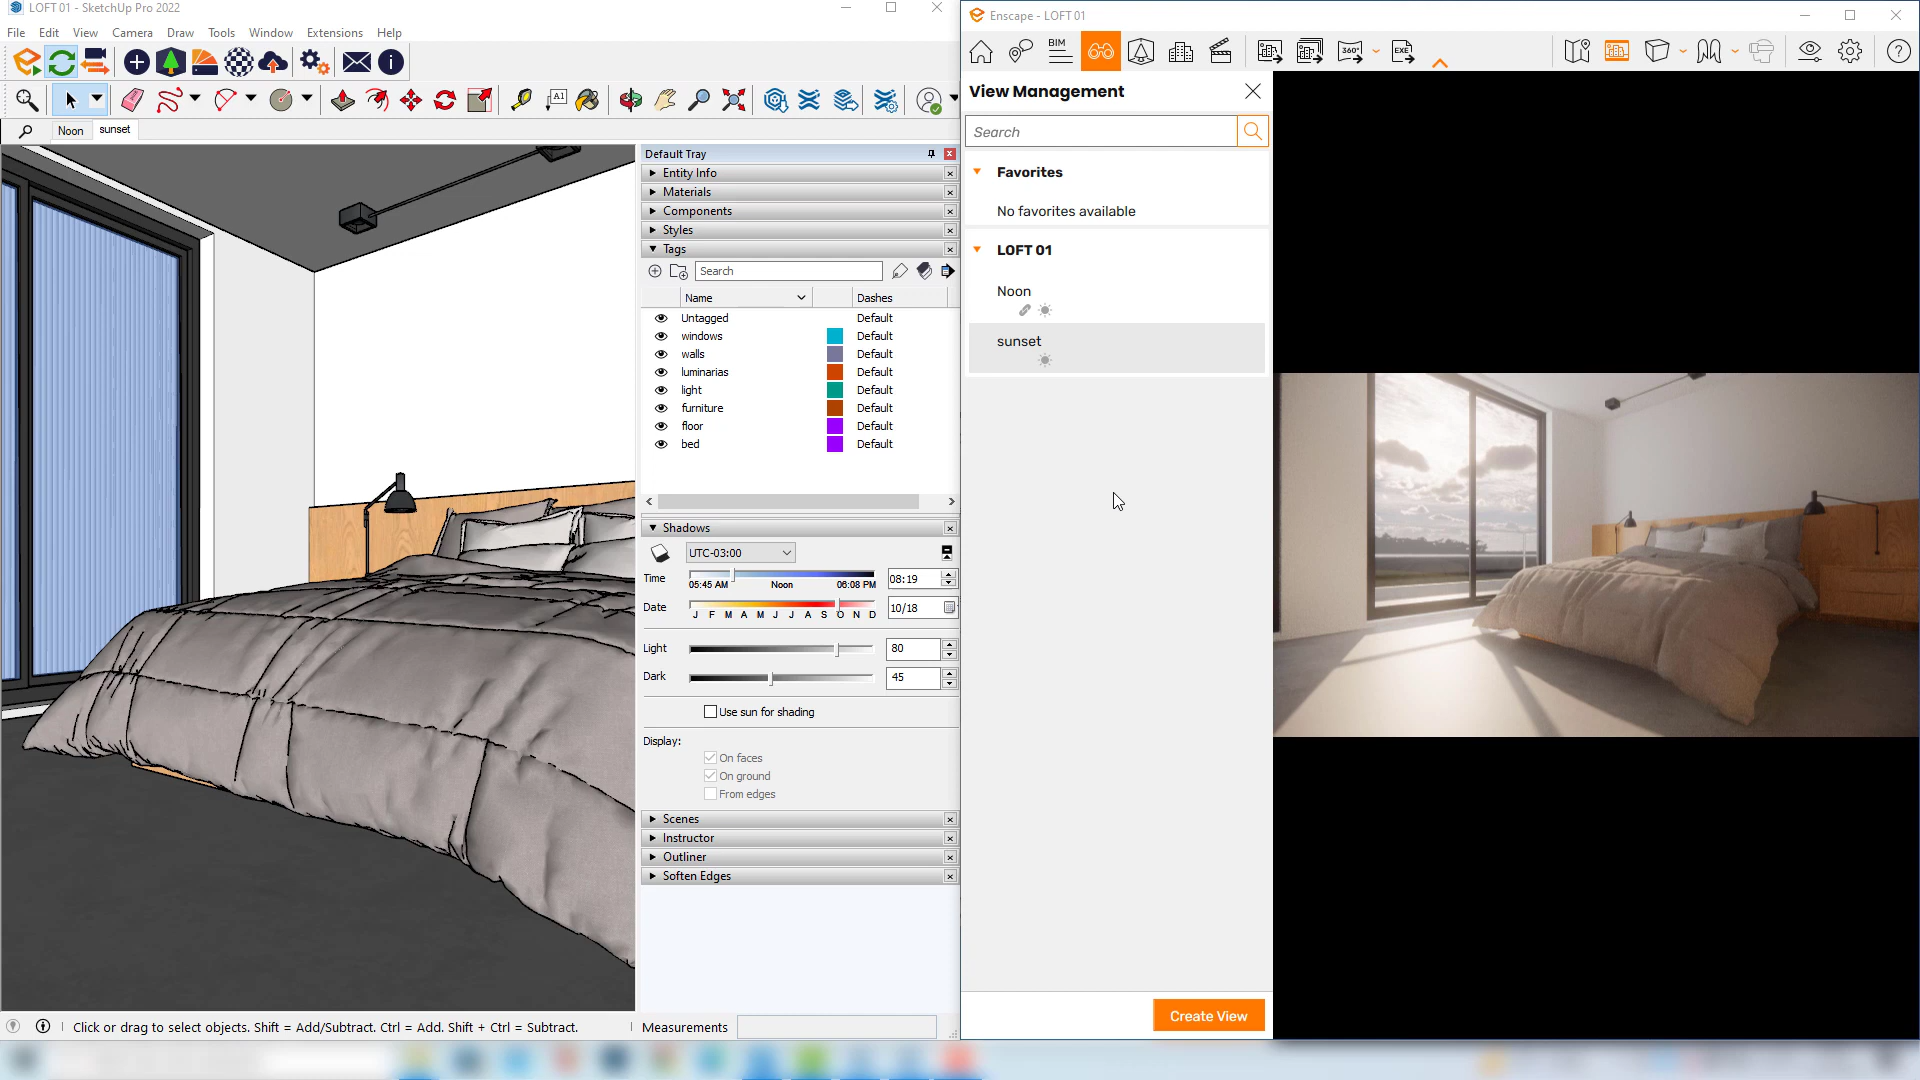 LOFT 01 - SketchUp Pro 2022
File Edit View Camera Draw Tools Window Extensions Help
A1
Noon sunset
Default Tray
Entity Info
Materials
Components
Styles
Tags
Search
Name Dashes
Untagged Default
windows Default
walls Default
luminarias Default
light Default
furniture Default
floor Default
bed Default
Shadows
UTC-03:00
Time 05:45 AM Noon 06:08 PM 08:19
Date J F M A M J J A S O N D 10/18
Light 80
Dark 45
Use sun for shading
Display:
On faces
On ground
From edges
Scenes
Instructor
Outliner
Soften Edges
Click or drag to select objects. Shift = Add/Subtract. Ctrl = Add. Shift + Ctrl = Subtract.
Measurements
Enscape - LOFT 01
BIM 360° EXE
View Management
Search
Favorites
No favorites available
LOFT 01
Noon
sunset
Create View